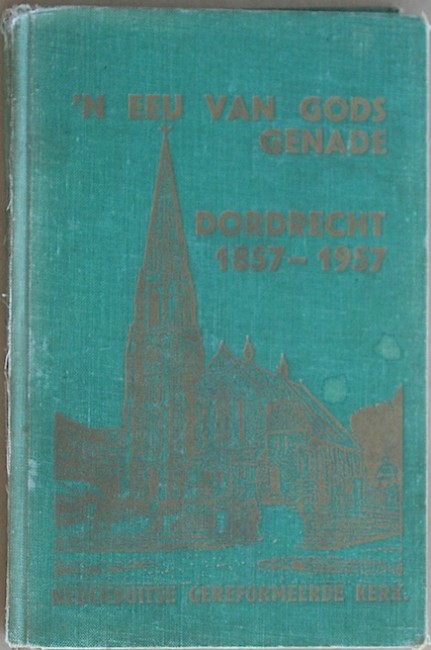 'N EEU VAN GODS
GENADE
DORDRECHT
1857 - 1957
NEDERDUITSE GEREFORMEERDE KERK.